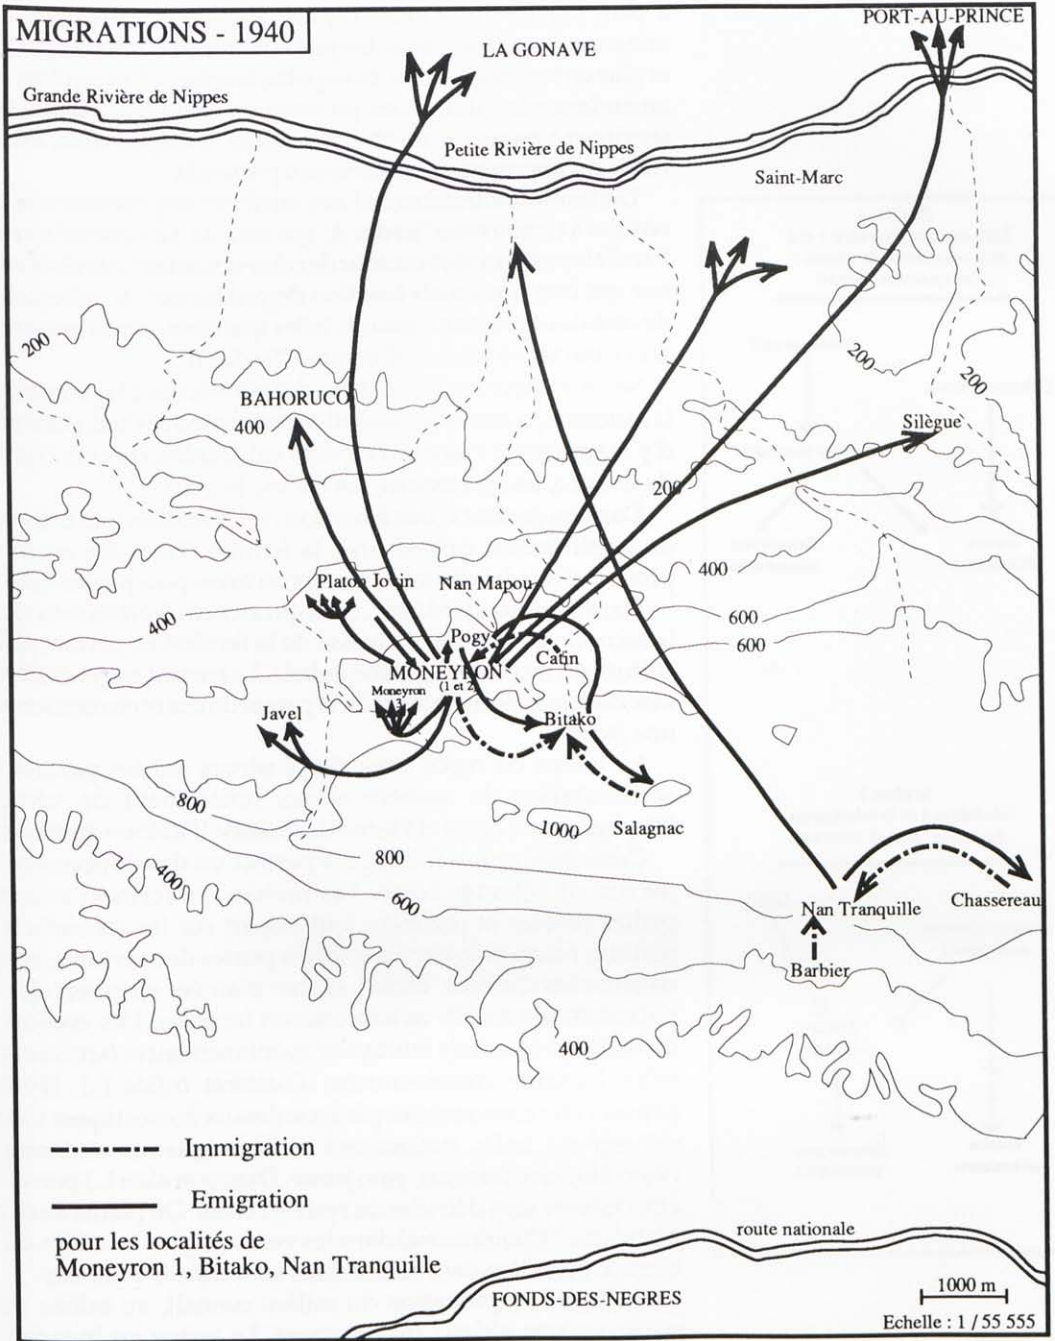 MIGRATIONS - 1940
PORT-AU-PRINCE
LA GONAVE
Grande Rivière de Nippes
Petite Rivière de Nippes
Saint-Marc
200
200
200
BAHORUCO
400
Silègue
200
400
Platon Jotin
Nan Mapou
400
600
600
Pogy
Catin
MONEYRON
(1 et 2)
Moneyron
3
Javel
Bitako
800
1000
Salagnac
800
400
600
Nan Tranquille
Chassereau
Barbier
400
Immigration
Emigration
pour les localités de
Moneyron 1, Bitako, Nan Tranquille
route nationale
FONDS-DES-NEGRES
1000 m
Echelle : 1 / 55 555